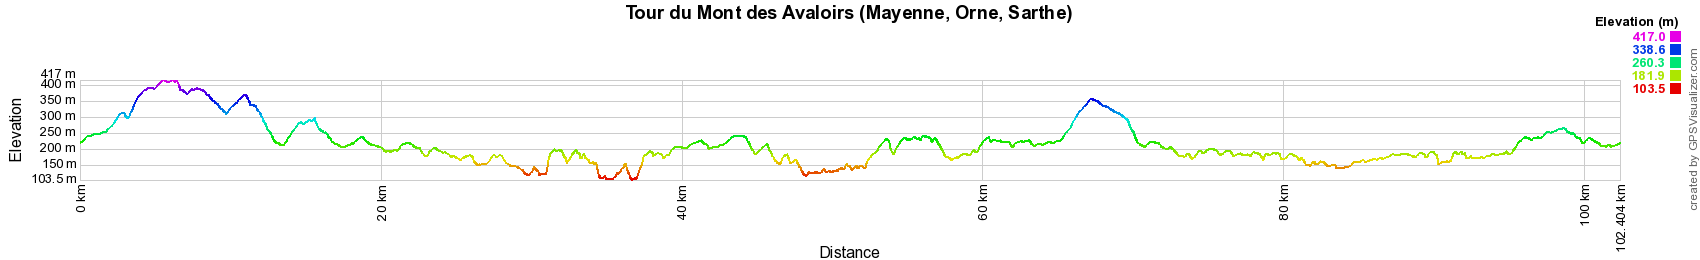 Tour du Mont des Avaloirs (Mayenne, Orne, Sarthe)
Elevation (m)
417.0
338.6
260.3
181.9
103.5
417 m
400 m
350 m
300 m
250 m
200 m
150 m
103.5 m
Elevation
0 km
20 km
40 km
60 km
80 km
100 km
102.404 km
Distance
created by GPSVisualizer.com